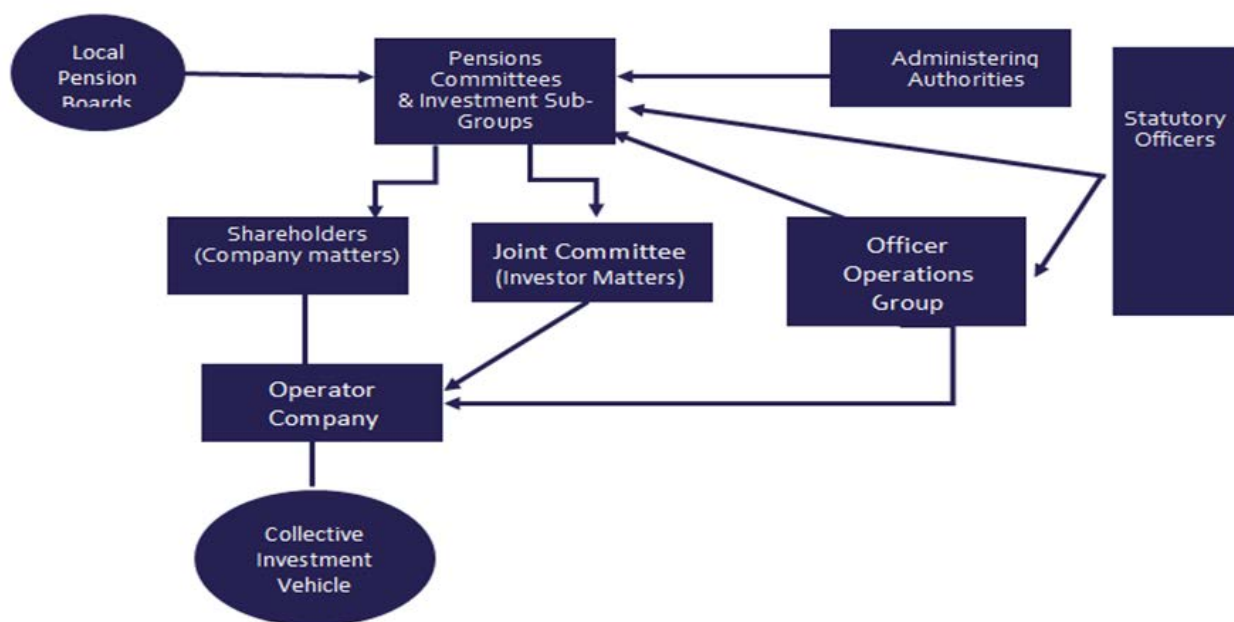 Local
Pension
Boards
Pensions
Committees
& Investment Sub-
Groups
Administering
Authorities
Statutory
Officers
Shareholders
(Company matters)
Joint Committee
(Investor Matters)
Officer
Operations
Group
Operator
Company
Collective
Investment
Vehicle